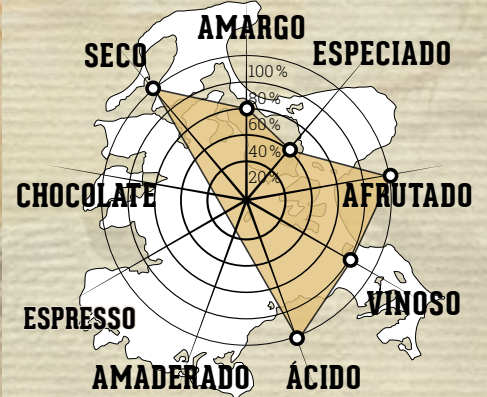 AMARGO
SECO
ESPECIADO
100%
80%
60%
40%
20%
CHOCOLATE
AFRUTADO
VINOSO
ESPRESSO
AMADERADO
ÁCIDO